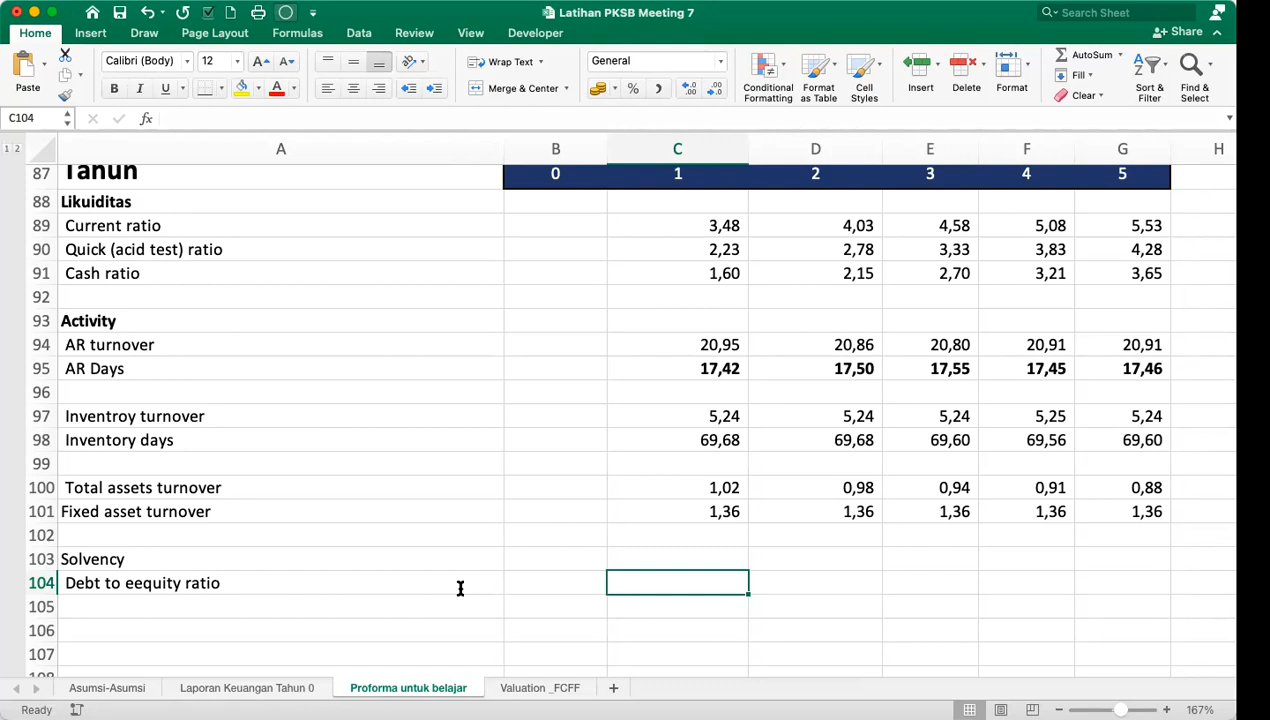 Latihan PKSB Meeting 7
Search Sheet
Home Insert Draw Page Layout Formulas Data Review View Developer
Share
Paste
Calibri (Body) 12
A A
Wrap Text
General
Conditional Formatting
Format as Table
Cell Styles
Insert
Delete
Format
AutoSum
Fill
Clear
Sort & Filter
Find & Select
B I U
A
Merge & Center
%
C104
fx
1 2
A B C D E F G H
87 Tahun 0 1 2 3 4 5
88 Likuiditas
89 Current ratio 3,48 4,03 4,58 5,08 5,53
90 Quick (acid test) ratio 2,23 2,78 3,33 3,83 4,28
91 Cash ratio 1,60 2,15 2,70 3,21 3,65
92
93 Activity
94 AR turnover 20,95 20,86 20,80 20,91 20,91
95 AR Days 17,42 17,50 17,55 17,45 17,46
96
97 Inventroy turnover 5,24 5,24 5,24 5,25 5,24
98 Inventory days 69,68 69,68 69,60 69,56 69,60
99
100 Total assets turnover 1,02 0,98 0,94 0,91 0,88
101 Fixed asset turnover 1,36 1,36 1,36 1,36 1,36
102
103 Solvency
104 Debt to eequity ratio
105
106
107
108
Asumsi-Asumsi Laporan Keuangan Tahun 0 Proforma untuk belajar Valuation _FCFF
Ready
167%